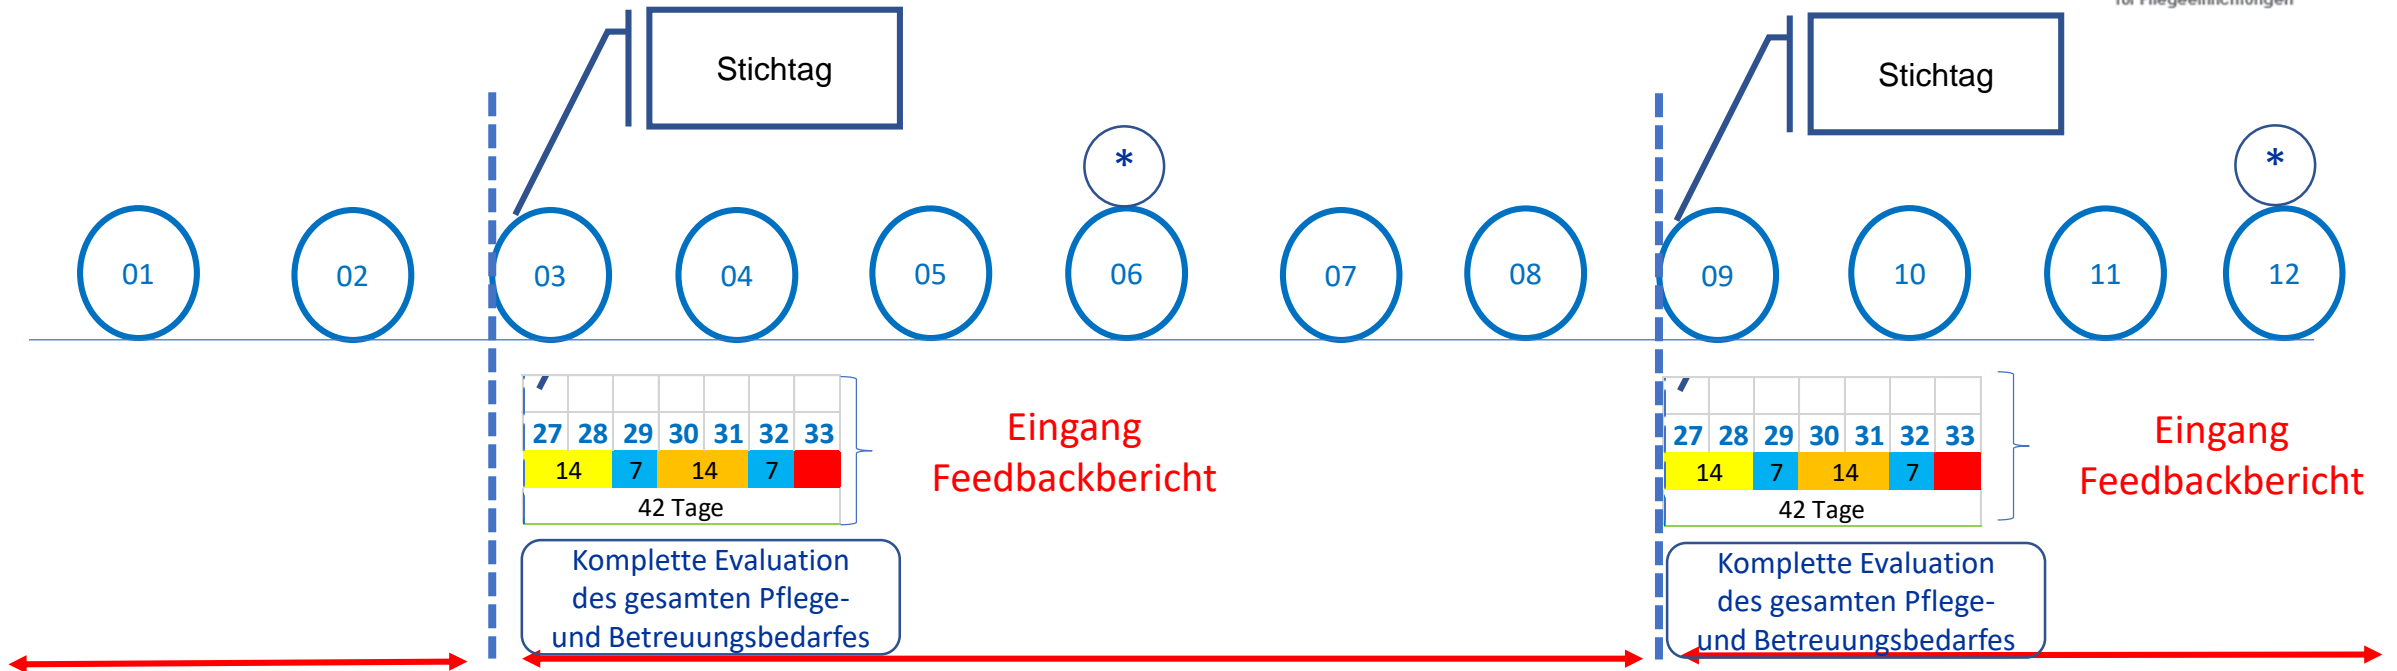 für Pflegeeinrichtungen
Stichtag
Stichtag
*
*
01
02
03
04
05
06
07
08
09
10
11
12
27 28 29 30 31 32 33
14 7 14 7
42 Tage
Eingang
Feedbackbericht
27 28 29 30 31 32 33
14 7 14 7
42 Tage
Eingang
Feedbackbericht
Komplette Evaluation
des gesamten Pflege-
und Betreuungsbedarfes
Komplette Evaluation
des gesamten Pflege-
und Betreuungsbedarfes